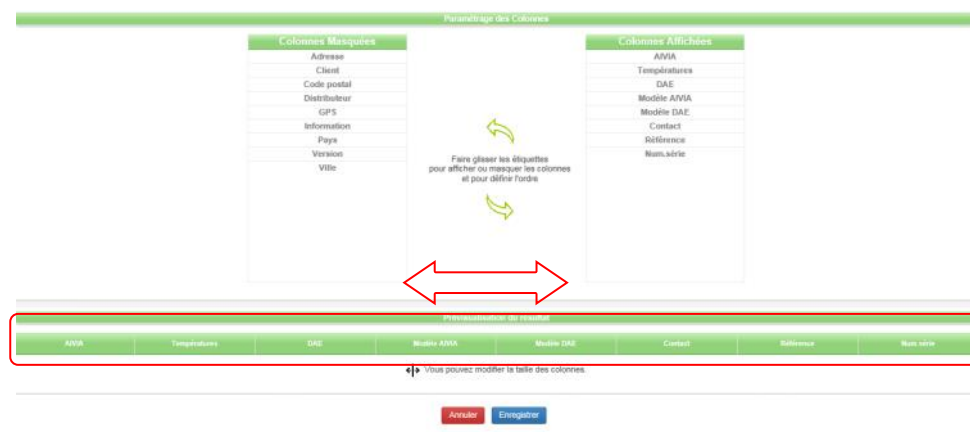 Paramétrage des Colonnes
Colonnes Masquées
Adresse
Client
Code postal
Distributeur
GPS
Information
Pays
Version
Ville
Faire glisser les étiquettes
pour afficher ou masquer les colonnes
et pour définir l'ordre
Colonnes Affichées
AIVIA
Températures
DAE
Modèle AIVIA
Modèle DAE
Contact
Référence
Num.série
Prévisualisation du résultat
AIVIA Températures DAE Modèle AIVIA Modèle DAE Contact Référence Num.série
Vous pouvez modifier la taille des colonnes.
Annuler Enregistrer